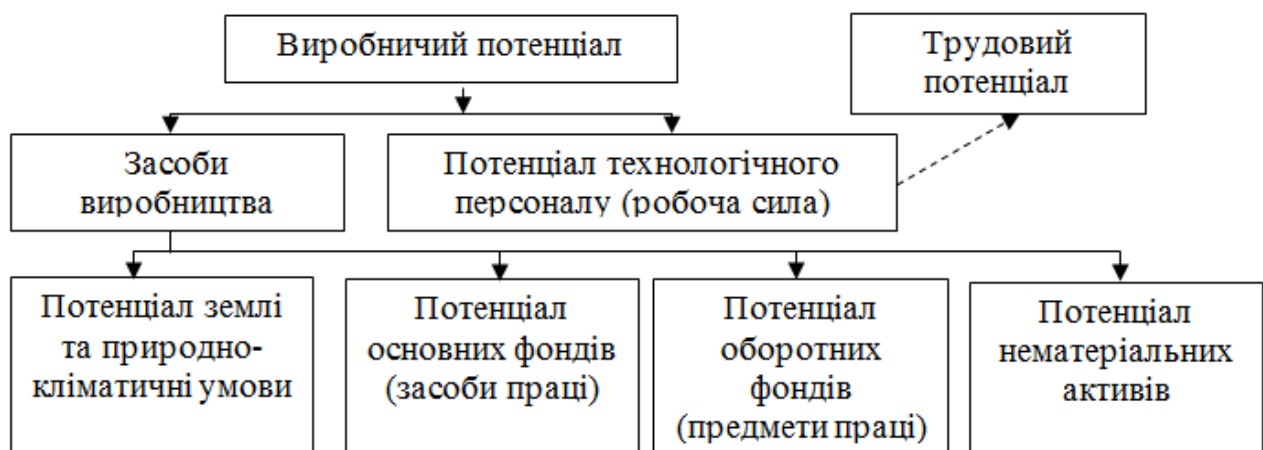 Виробничий потенціал
Трудовий
потенціал
Засоби
виробництва
Потенціал технологічного
персоналу (робоча сила)
Потенціал землі
та природно-
кліматичні умови
Потенціал
основних фондів
(засоби праці)
Потенціал
оборотних
фондів
(предмети праці)
Потенціал
нематеріальних
активів